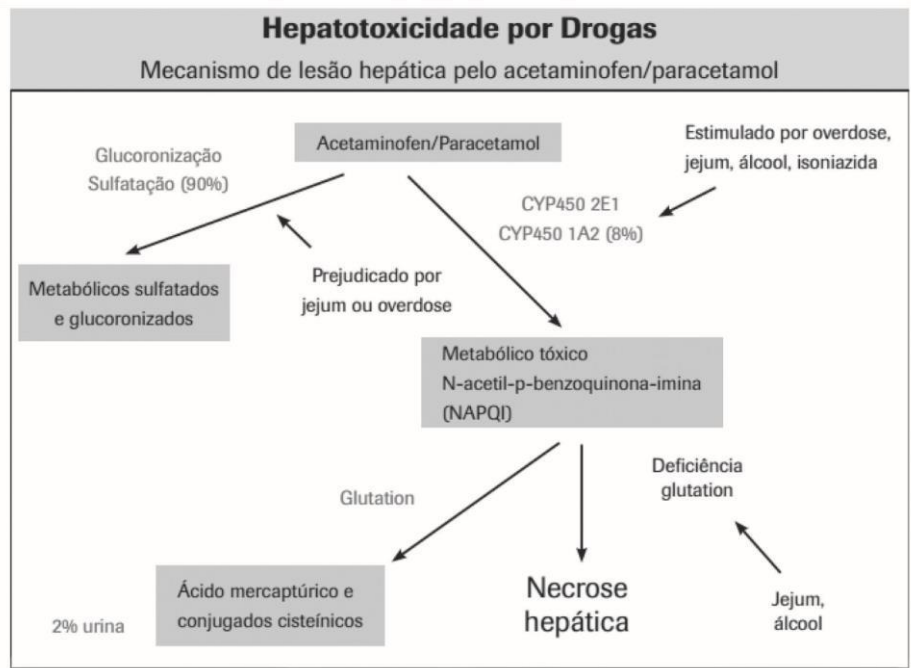 Hepatotoxicidade por Drogas
Mecanismo de lesão hepática pelo acetaminofen/paracetamol
Acetaminofen/Paracetamol
Estimulado por overdose,
jejum, álcool, isoniazida
Glucoronização
Sulfatação (90%)
CYP450 2E1
CYP450 1A2 (8%)
Prejudicado por
jejum ou overdose
Metabólicos sulfatados
e glucoronizados
Metabólico tóxico
N-acetil-p-benzoquinona-imina
(NAPQI)
Deficiência
glutation
Glutation
Ácido mercaptúrico e
conjugados cisteínicos
Necrose
hepática
Jejum,
álcool
2% urina